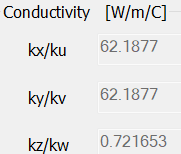 Conductivity [W/m/C]
kx/ku 62.1877
ky/kv 62.1877
kz/kw 0.721653